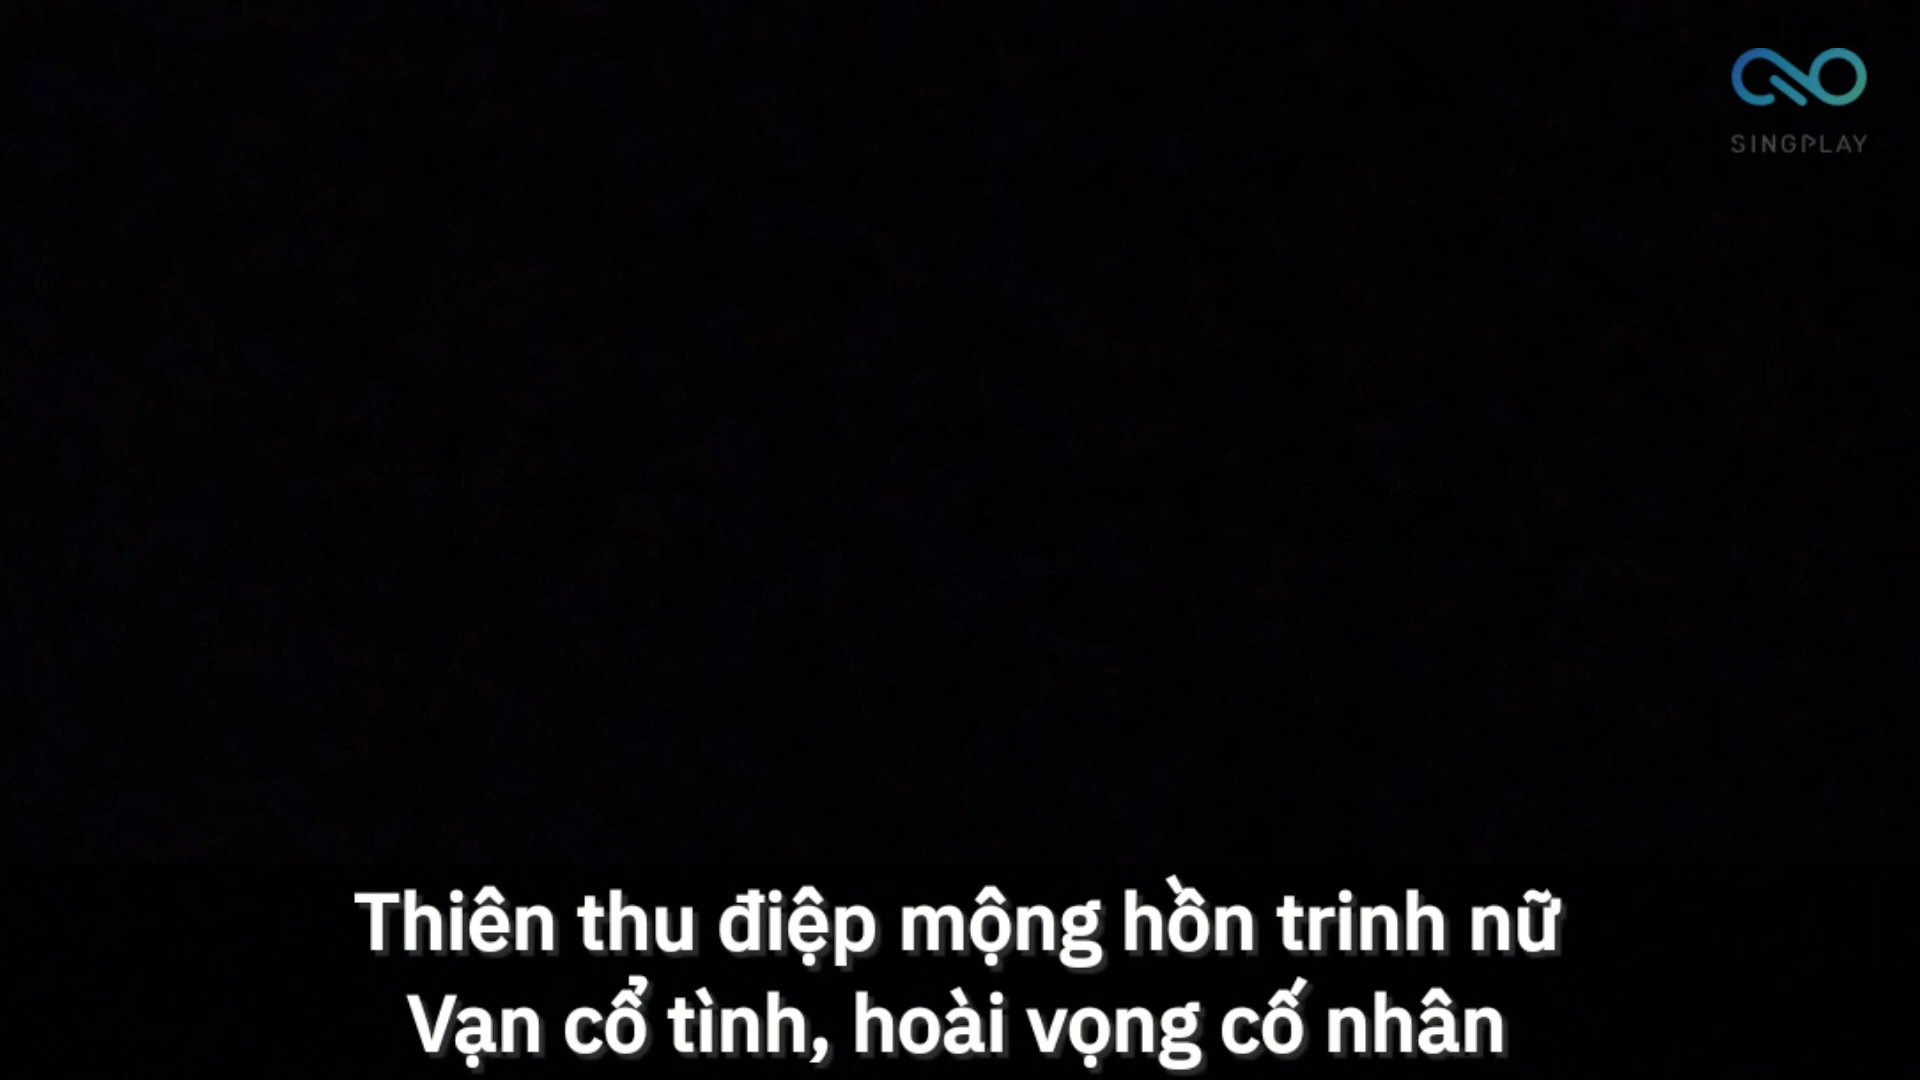 SINGPLAY
Thiên thu điệp mộng hồn trinh nữ
Vạn cổ tình, hoài vọng cố nhân